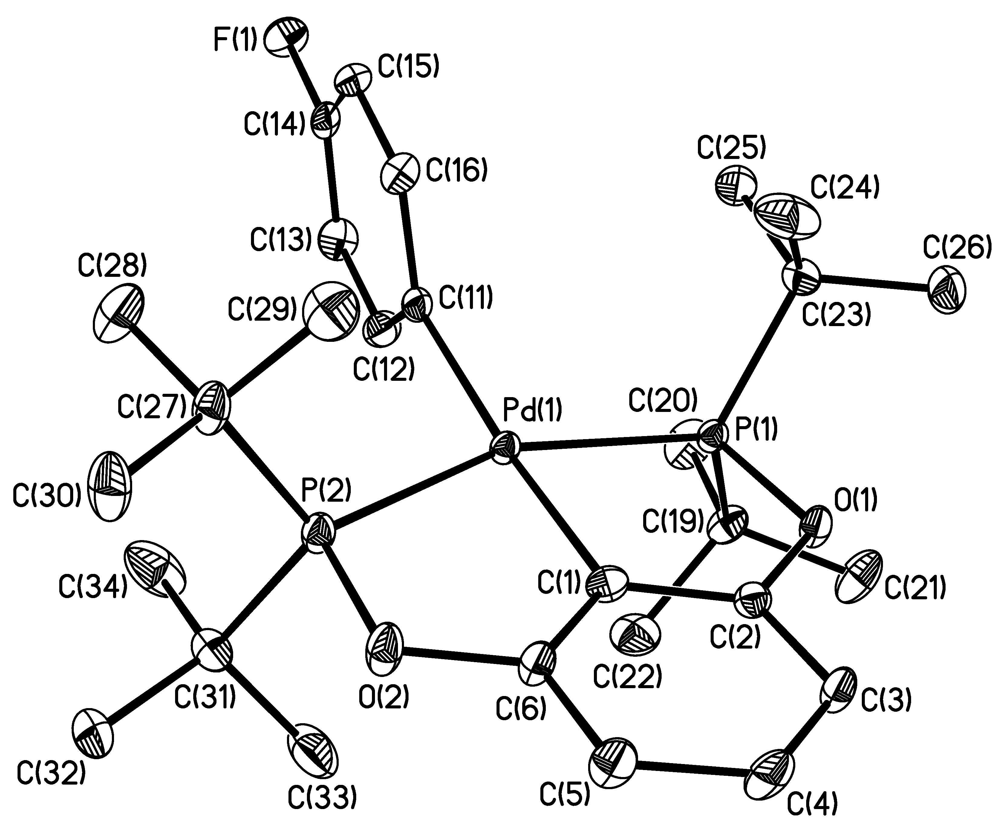 F(1)
C(15)
C(14)
C(25)
C(16)
C(24)
C(13)
C(26)
C(28)
C(29)
C(11)
C(23)
C(12)
C(20)
C(27)
Pd(1)
P(1)
P(2)
C(30)
O(1)
C(19)
C(34)
C(1)
C(21)
C(2)
C(22)
C(31)
O(2)
C(6)
C(3)
C(32)
C(33)
C(5)
C(4)